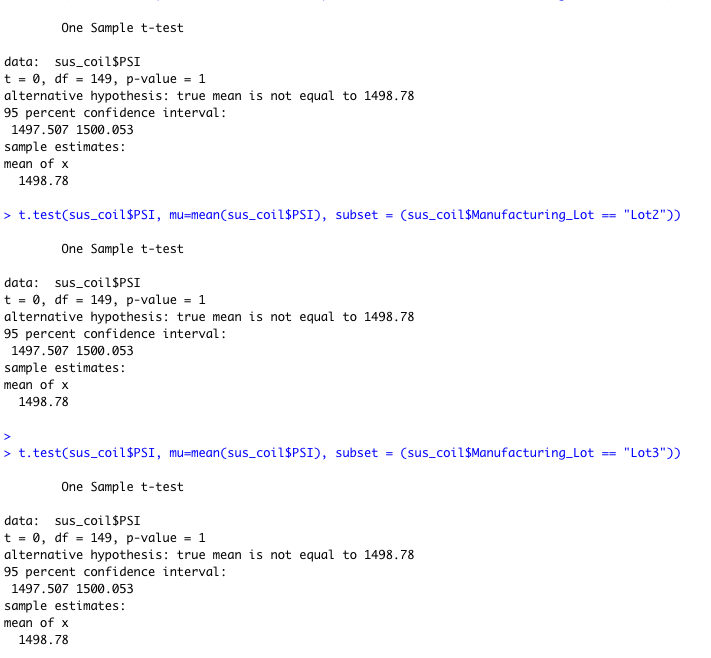 One Sample t-test
data:  sus_coil$PSI
t = 0, df = 149, p-value = 1
alternative hypothesis: true mean is not equal to 1498.78
95 percent confidence interval:
 1497.507 1500.053
sample estimates:
mean of x
  1498.78
> t.test(sus_coil$PSI, mu=mean(sus_coil$PSI), subset = (sus_coil$Manufacturing_Lot == "Lot2"))
One Sample t-test
data:  sus_coil$PSI
t = 0, df = 149, p-value = 1
alternative hypothesis: true mean is not equal to 1498.78
95 percent confidence interval:
 1497.507 1500.053
sample estimates:
mean of x
  1498.78
>
> t.test(sus_coil$PSI, mu=mean(sus_coil$PSI), subset = (sus_coil$Manufacturing_Lot == "Lot3"))
One Sample t-test
data:  sus_coil$PSI
t = 0, df = 149, p-value = 1
alternative hypothesis: true mean is not equal to 1498.78
95 percent confidence interval:
 1497.507 1500.053
sample estimates:
mean of x
  1498.78